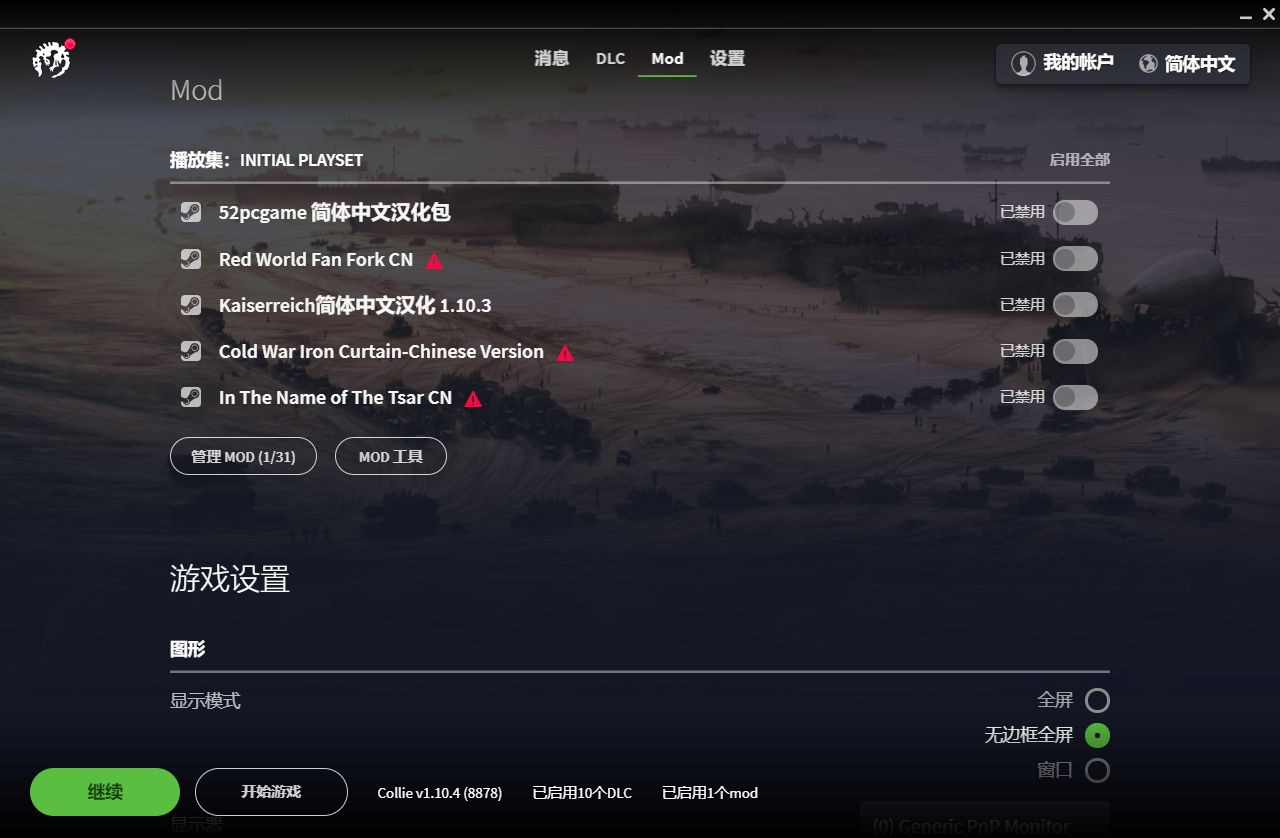 消息 DLC Mod 设置 我的帐户 简体中文
Mod
播放集：INITIAL PLAYSET 启用全部
52pcgame 简体中文汉化包 已禁用
Red World Fan Fork CN 已禁用
Kaiserreich简体中文汉化 1.10.3 已禁用
Cold War Iron Curtain-Chinese Version 已禁用
In The Name of The Tsar CN 已禁用
管理 MOD (1/31) MOD 工具
游戏设置
图形
显示模式 全屏
无边框全屏
窗口
继续 开始游戏 Collie v1.10.4 (8878) 已启用10个DLC 已启用1个mod
显示器 (0) Generic PnP Monitor